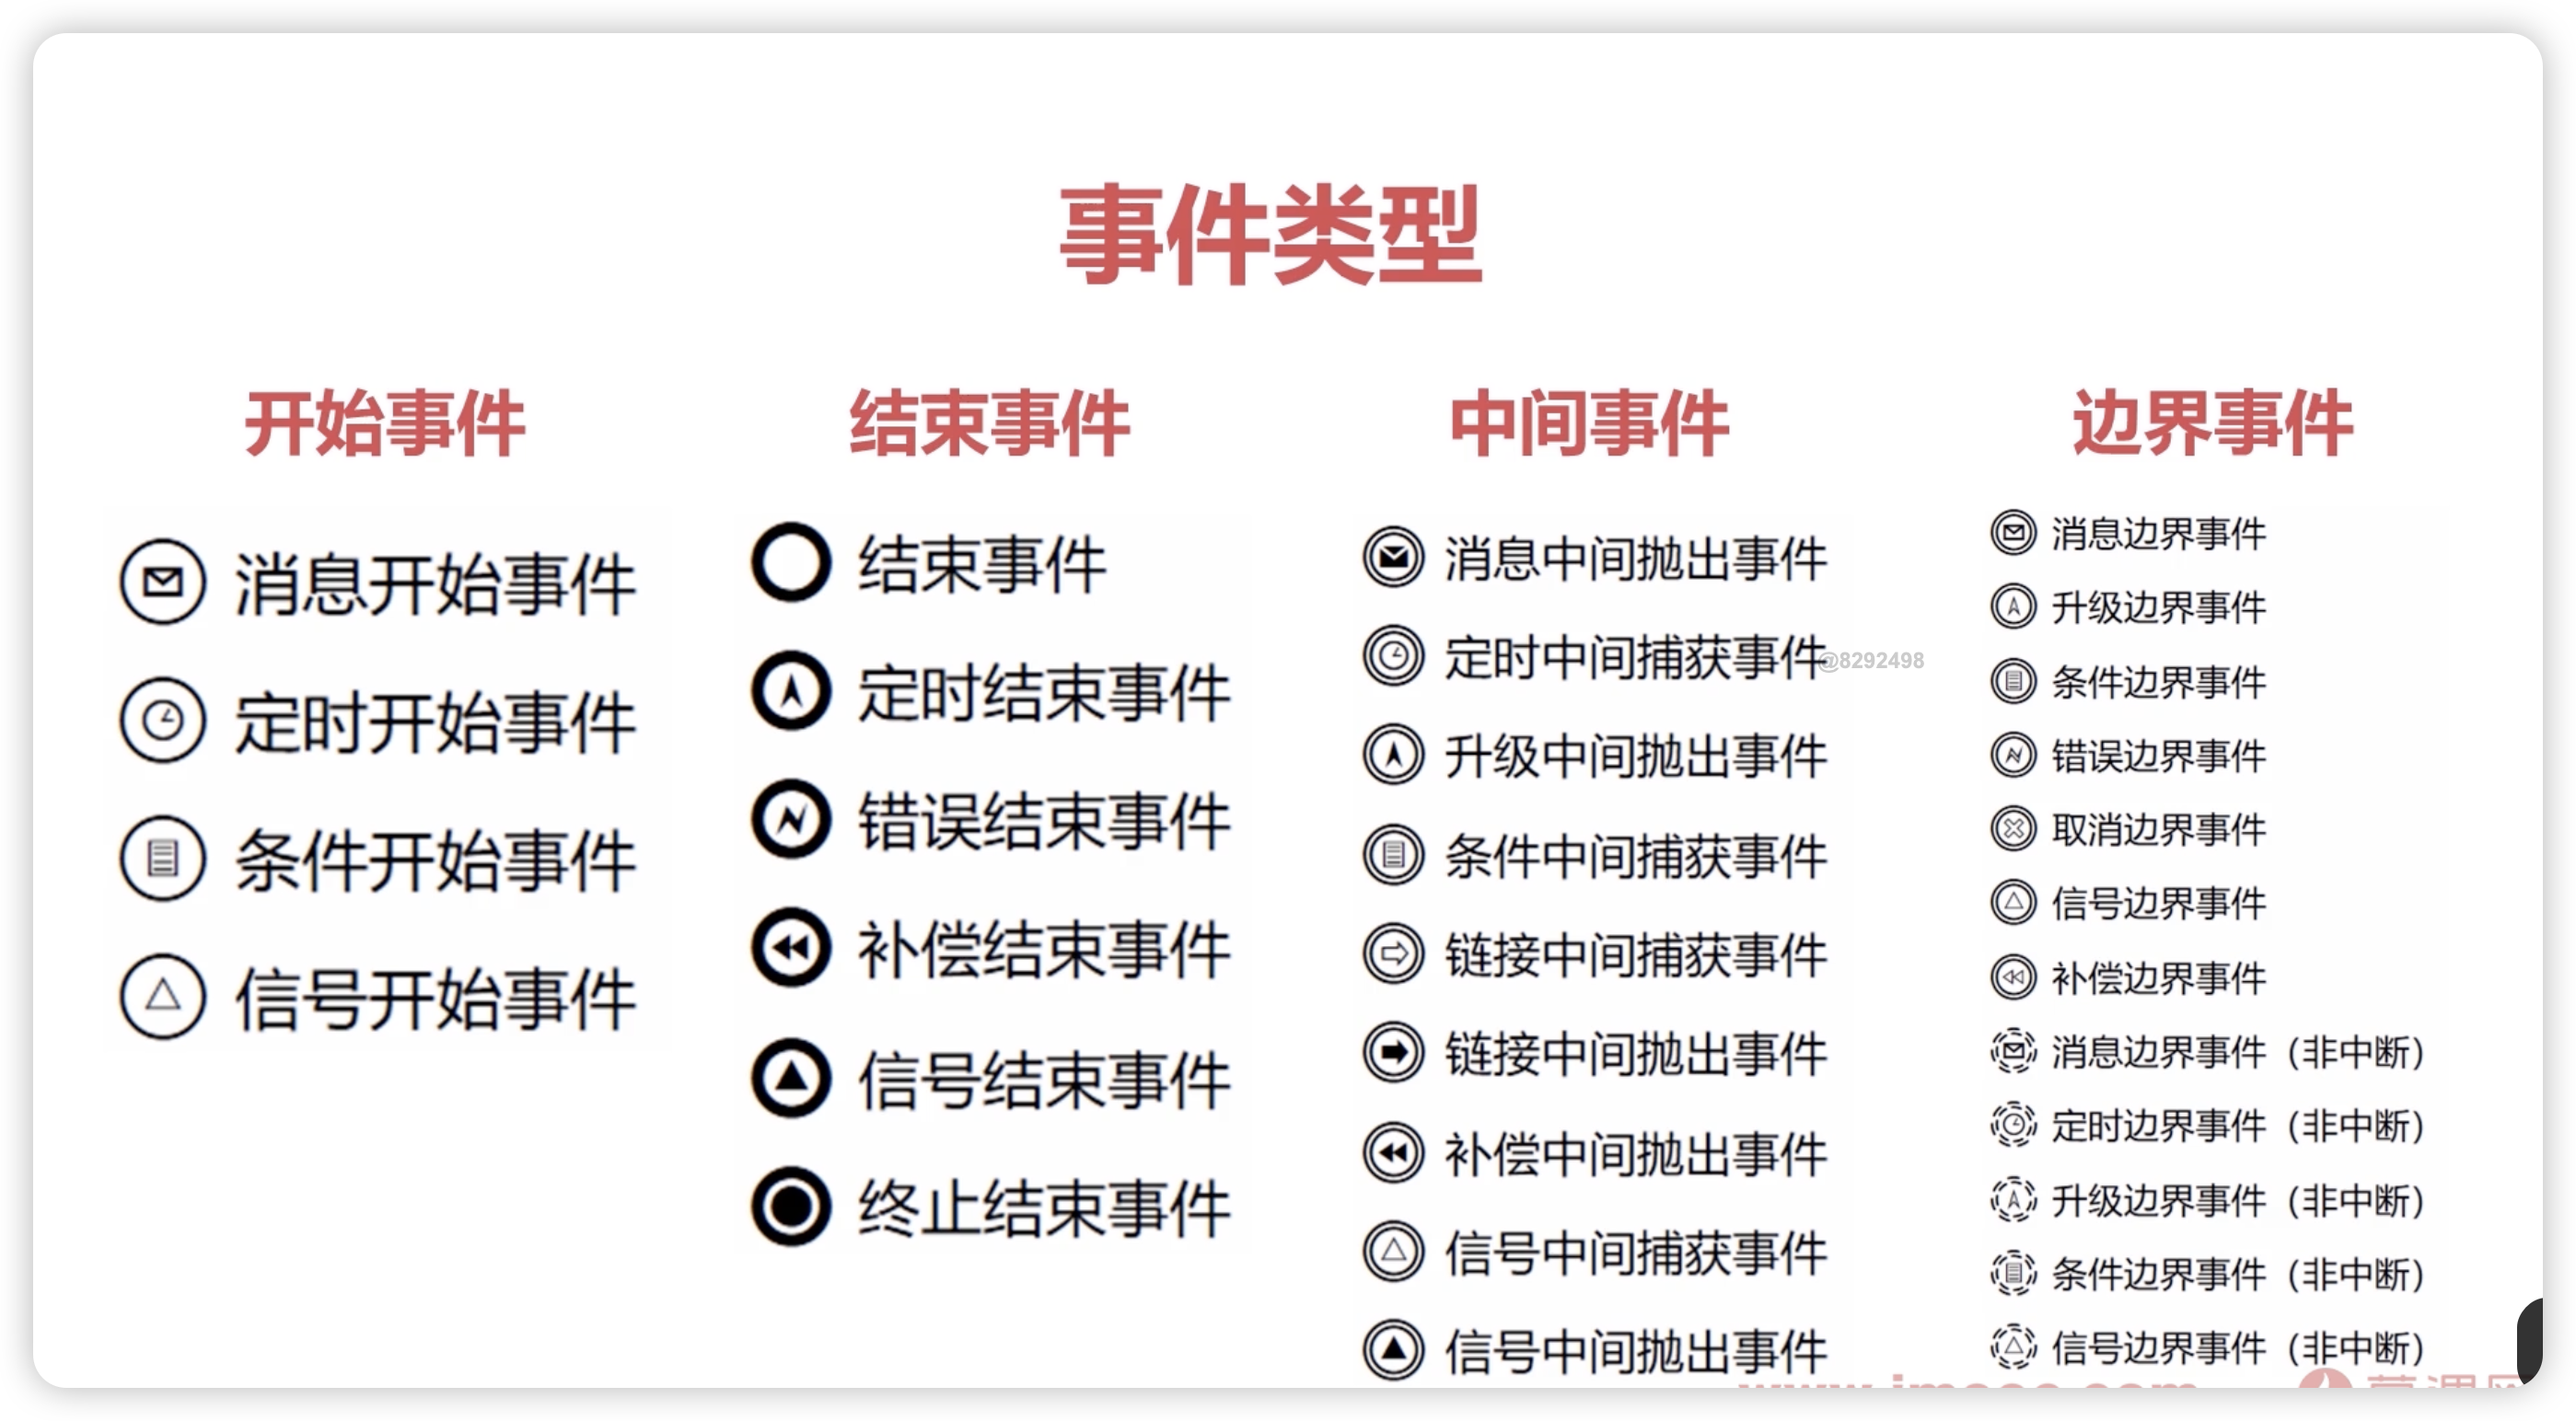 事件类型
开始事件
消息开始事件
定时开始事件
条件开始事件
信号开始事件
结束事件
结束事件
定时结束事件
错误结束事件
补偿结束事件
信号结束事件
终止结束事件
中间事件
消息中间抛出事件
定时中间捕获事件
@8292498
升级中间抛出事件
条件中间捕获事件
链接中间捕获事件
链接中间抛出事件
补偿中间抛出事件
信号中间捕获事件
信号中间抛出事件
边界事件
消息边界事件
升级边界事件
条件边界事件
错误边界事件
取消边界事件
信号边界事件
补偿边界事件
消息边界事件（非中断）
定时边界事件（非中断）
升级边界事件（非中断）
条件边界事件（非中断）
信号边界事件（非中断）